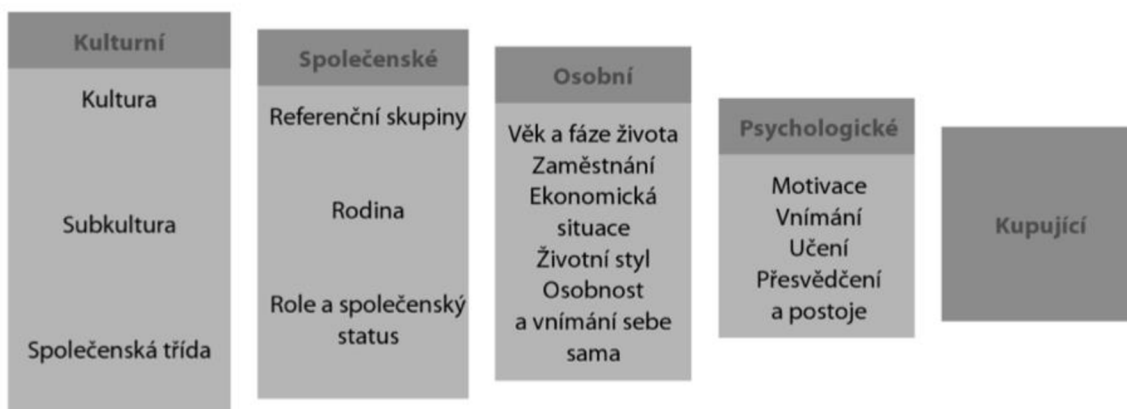 Kulturní
Kultura
Subkultura
Společenská třída
Společenské
Referenční skupiny
Rodina
Role a společenský
status
Osobní
Věk a fáze života
Zaměstnání
Ekonomická
situace
Životní styl
Osobnost
a vnímání sebe
sama
Psychologické
Motivace
Vnímání
Učení
Přesvědčení
a postoje
Kupující